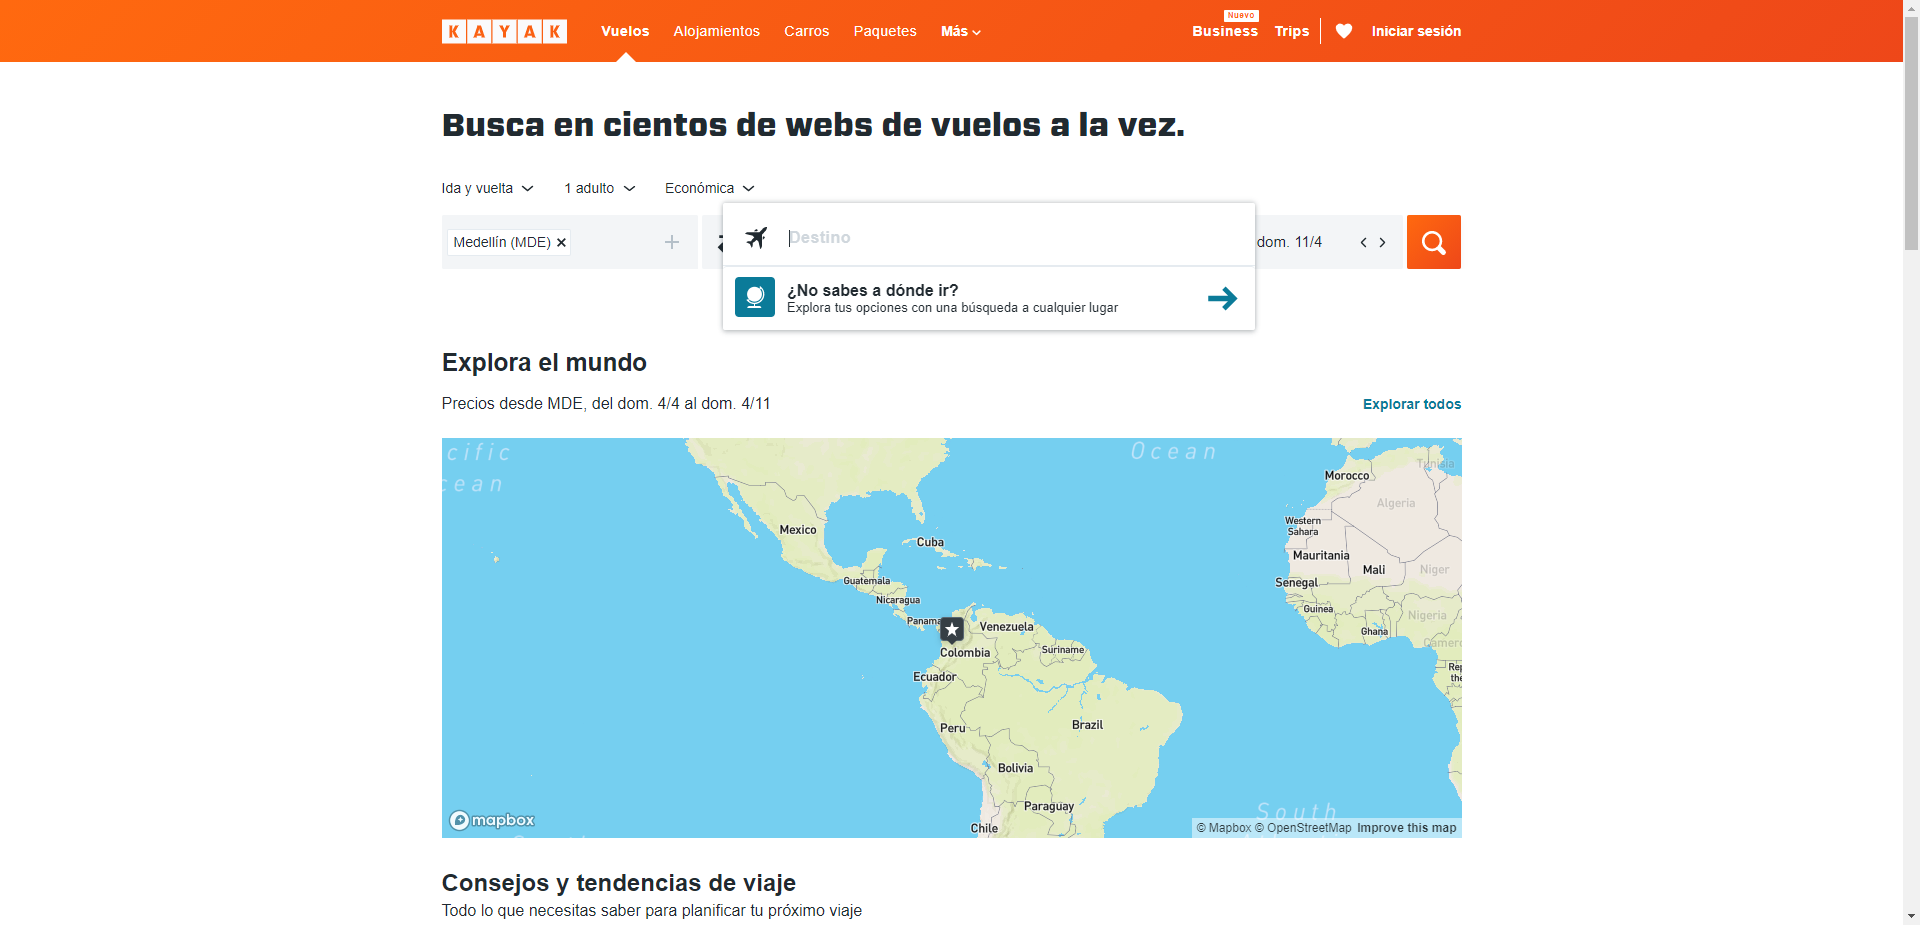 KAYAK
Vuelos
Alojamientos
Carros
Paquetes
Más
Nuevo
Business
Trips
Iniciar sesión
Busca en cientos de webs de vuelos a la vez.
Ida y vuelta
1 adulto
Económica
Medellín (MDE)
Destino
dom. 11/4
¿No sabes a dónde ir?
Explora tus opciones con una búsqueda a cualquier lugar
Explora el mundo
Precios desde MDE, del dom. 4/4 al dom. 4/11
Explorar todos
cific
cean
Ocean
Tunisia
Morocco
Algeria
Mexico
Western
Sahara
Cuba
Mauritania
Mali
Niger
Guatemala
Senegal
Nicaragua
Guinea
Nigeria
Panama
Venezuela
Ghana
Camero
Colombia
Suriname
Rep
the
Ecuador
Peru
Brazil
Bolivia
Paraguay
South
Chile
mapbox
© Mapbox © OpenStreetMap Improve this map
Consejos y tendencias de viaje
Todo lo que necesitas saber para planificar tu próximo viaje